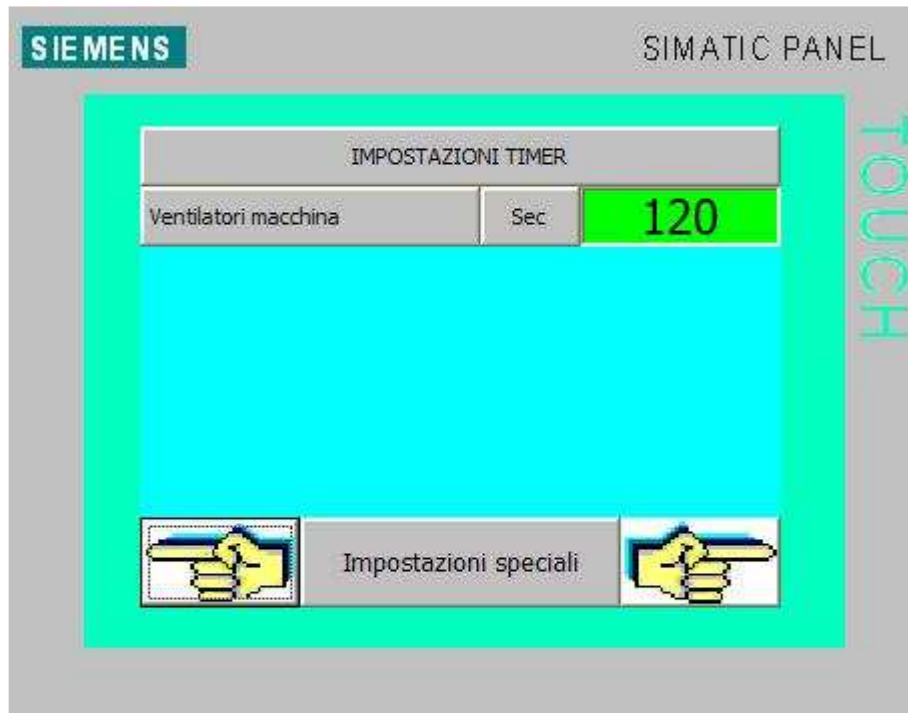 SIEMENS
SIMATIC PANEL
TOUCH
IMPOSTAZIONI TIMER
Ventilatori macchina Sec 120
Impostazioni speciali